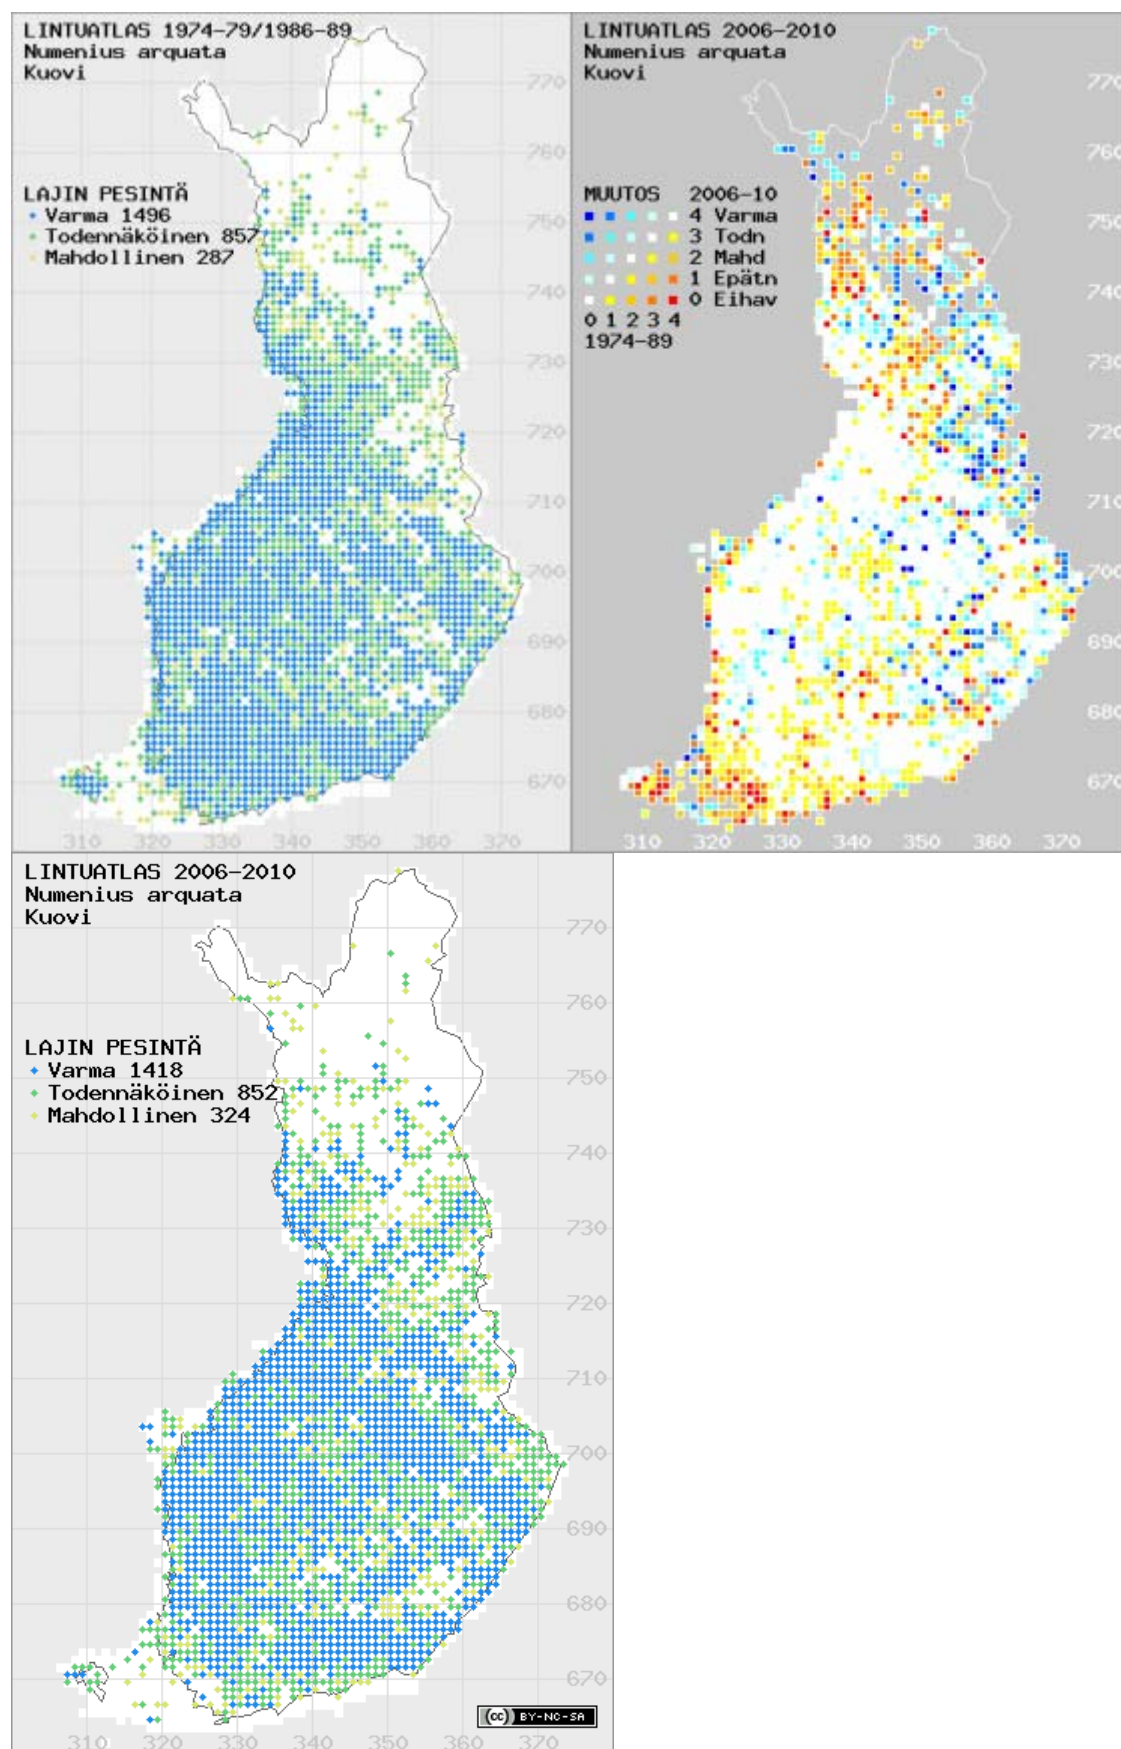 LINTUATLAS 1974-79/1986-89
Numenius arquata
Kuovi
770
760
LAJIN PESINTÄ
Varma 1496
Todennäköinen 857
Mahdollinen 287
750
740
730
720
710
700
690
680
670
310 320 330 340 350 360 370
LINTUATLAS 2006-2010
Numenius arquata
Kuovi
770
760
MUUTOS 2006-10
4 Varma
3 Todn
2 Mahd
1 Epätn
0 Eihav
0 1 2 3 4
1974-89
750
740
730
720
710
700
690
680
670
310 320 330 340 350 360 370
LINTUATLAS 2006-2010
Numenius arquata
Kuovi
770
760
LAJIN PESINTÄ
Varma 1418
Todennäköinen 852
Mahdollinen 324
750
740
730
720
710
700
690
680
670
cc BY-NC-SA
310 320 330 340 350 360 370